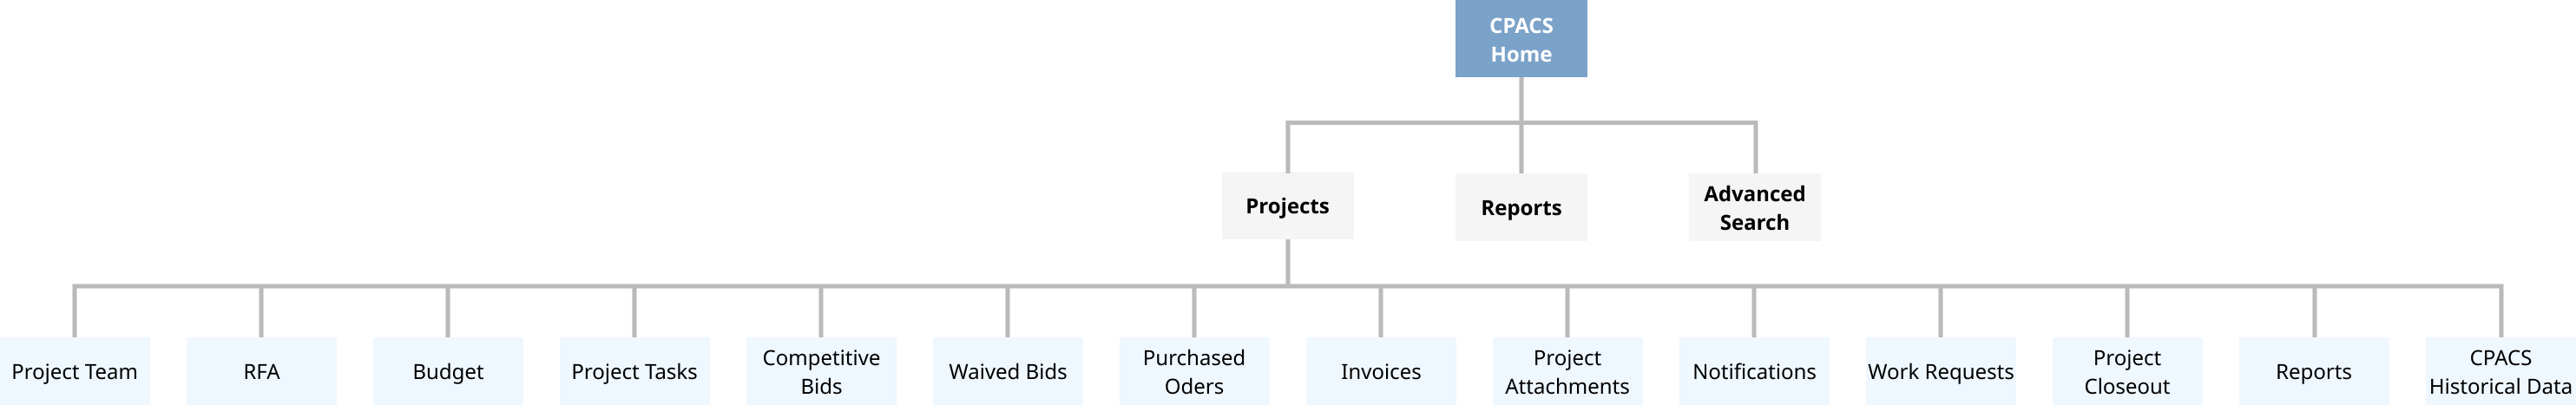 CPACS
Home
Projects
Reports
Advanced
Search
Project Team
RFA
Budget
Project Tasks
Competitive
Bids
Waived Bids
Purchased
Oders
Invoices
Project
Attachments
Notifications
Work Requests
Project
Closeout
Reports
CPACS
Historical Data